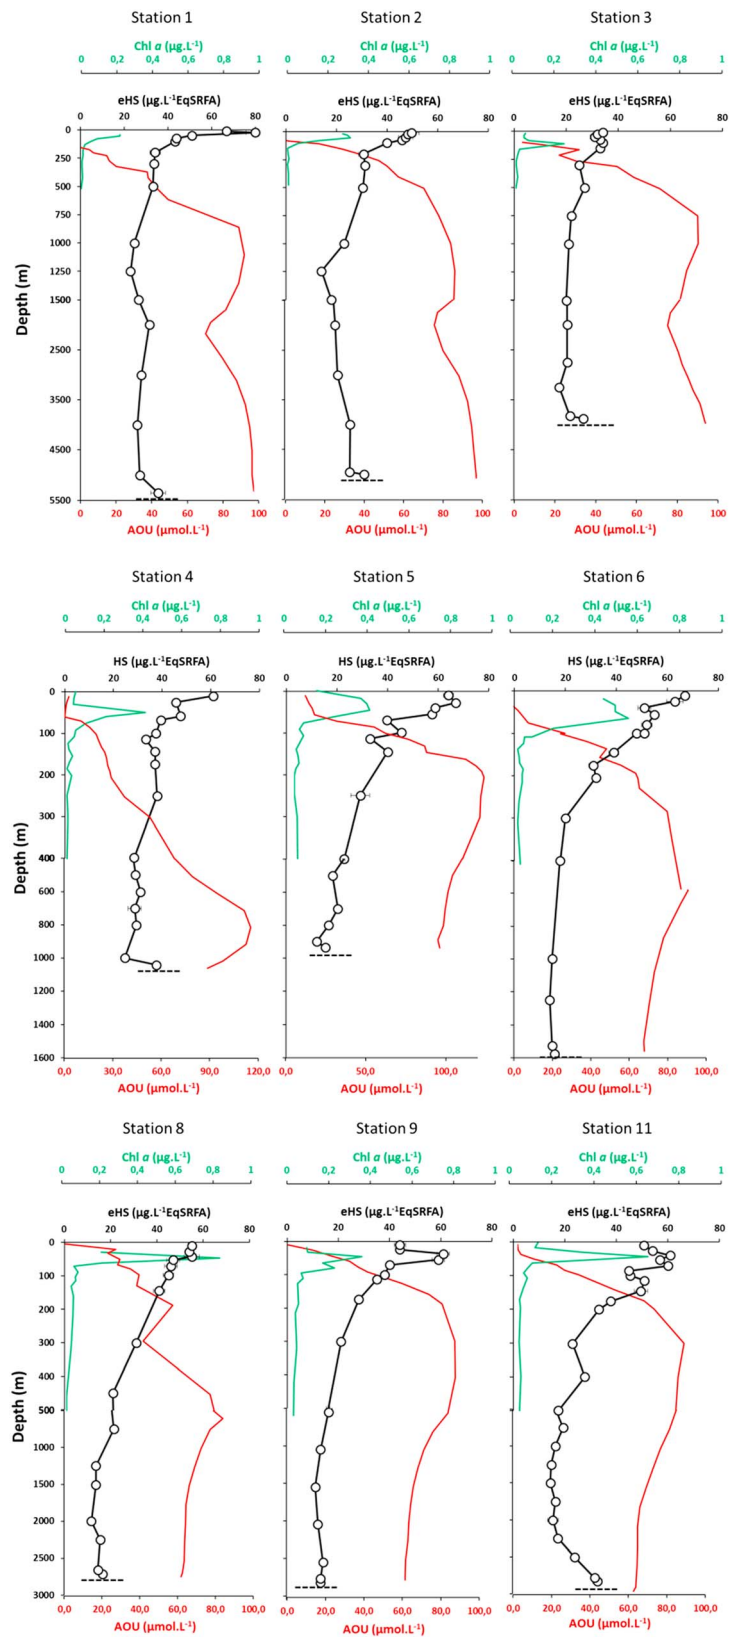 Station 1 Station 2 Station 3
Chl a (µg.L-1) Chl a (µg.L-1) Chl a (µg.L-1)
0 0,2 0,4 0,6 0,8 1 0 0,2 0,4 0,6 0,8 1 0 0,2 0,4 0,6 0,8 1
eHS (µg.L-1EqSRFA) eHS (µg.L-1EqSRFA) eHS (µg.L-1EqSRFA)
0 20 40 60 80 0 20 40 60 80 0 20 40 60 80
0
250
500
750
1000
1250
1500
2500
3500
4500
5500
Depth (m)
0 20 40 60 80 100 0 20 40 60 80 100 0 20 40 60 80 100
AOU (µmol.L-1) AOU (µmol.L-1) AOU (µmol.L-1)
Station 4 Station 5 Station 6
Chl a (µg.L-1) Chl a (µg.L-1) Chl a (µg.L-1)
0 0,2 0,4 0,6 0,8 1 0 0,2 0,4 0,6 0,8 1 0 0,2 0,4 0,6 0,8 1
HS (µg.L-1EqSRFA) HS (µg.L-1EqSRFA) HS (µg.L-1EqSRFA)
0 20 40 60 80 0 20 40 60 80 0 20 40 60 80
0
100
200
300
400
600
800
1000
1200
1400
1600
Depth (m)
0,0 30,0 60,0 90,0 120,0 0,0 50,0 100,0 0,0 20,0 40,0 60,0 80,0 100,0
AOU (µmol.L-1) AOU (µmol.L-1) AOU (µmol.L-1)
Station 8 Station 9 Station 11
Chl a (µg.L-1) Chl a (µg.L-1) Chl a (µg.L-1)
0 0,2 0,4 0,6 0,8 1 0 0,2 0,4 0,6 0,8 1 0 0,2 0,4 0,6 0,8 1
eHS (µg.L-1EqSRFA) eHS (µg.L-1EqSRFA) eHS (µg.L-1EqSRFA)
0 20 40 60 80 0 20 40 60 80 0 20 40 60 80
0
100
200
300
400
500
1000
1500
2000
2500
3000
Depth (m)
0,0 20,0 40,0 60,0 80,0 100,0 0,0 20,0 40,0 60,0 80,0 100,0 0,0 20,0 40,0 60,0 80,0 100,0
AOU (µmol.L-1) AOU (µmol.L-1) AOU (µmol.L-1)